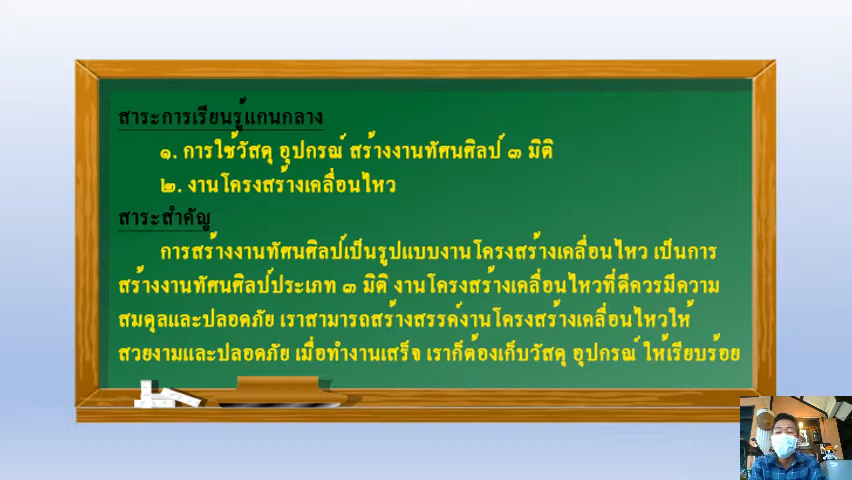 สาระการเรียนรู้แกนกลาง
๑. การใช้วัสดุ อุปกรณ์ สร้างงานทัศนศิลป์ ๓ มิติ
๒. งานโครงสร้างเคลื่อนไหว
สาระสำคัญ
การสร้างงานทัศนศิลป์เป็นรูปแบบงานโครงสร้างเคลื่อนไหว เป็นการ
สร้างงานทัศนศิลป์ประเภท ๓ มิติ งานโครงสร้างเคลื่อนไหวที่ดีควรมีความ
สมดุลและปลอดภัย เราสามารถสร้างสรรค์งานโครงสร้างเคลื่อนไหวให้
สวยงามและปลอดภัย เมื่อทำงานเสร็จ เราก็ต้องเก็บวัสดุ อุปกรณ์ ให้เรียบร้อย